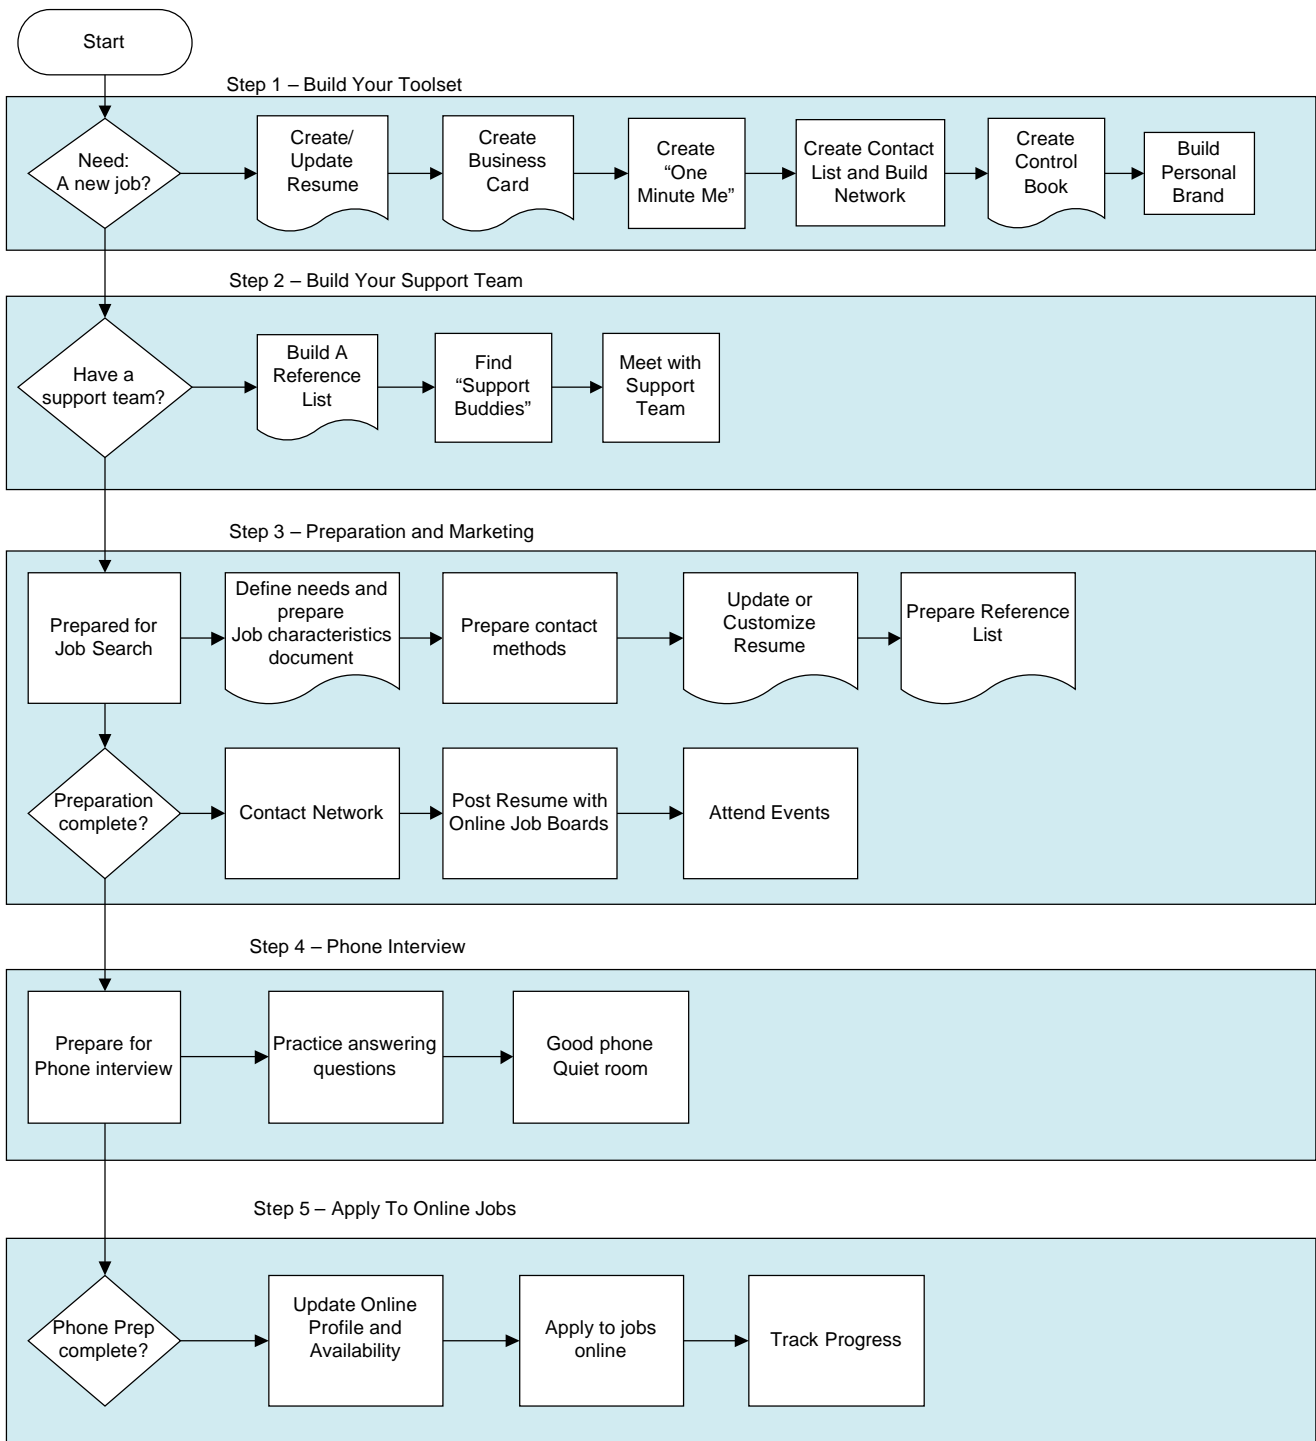 Start
Step 1 – Build Your Toolset
Need:
A new job?
Create/
Update
Resume
Create
Business
Card
Create
“One
Minute Me”
Create Contact
List and Build
Network
Create
Control
Book
Build
Personal
Brand
Step 2 – Build Your Support Team
Have a
support team?
Build A
Reference
List
Find
“Support
Buddies”
Meet with
Support
Team
Step 3 – Preparation and Marketing
Prepared for
Job Search
Define needs and
prepare
Job characteristics
document
Prepare contact
methods
Update or
Customize
Resume
Prepare Reference
List
Preparation
complete?
Contact Network
Post Resume with
Online Job Boards
Attend Events
Step 4 – Phone Interview
Prepare for
Phone interview
Practice answering
questions
Good phone
Quiet room
Step 5 – Apply To Online Jobs
Phone Prep
complete?
Update Online
Profile and
Availability
Apply to jobs
online
Track Progress